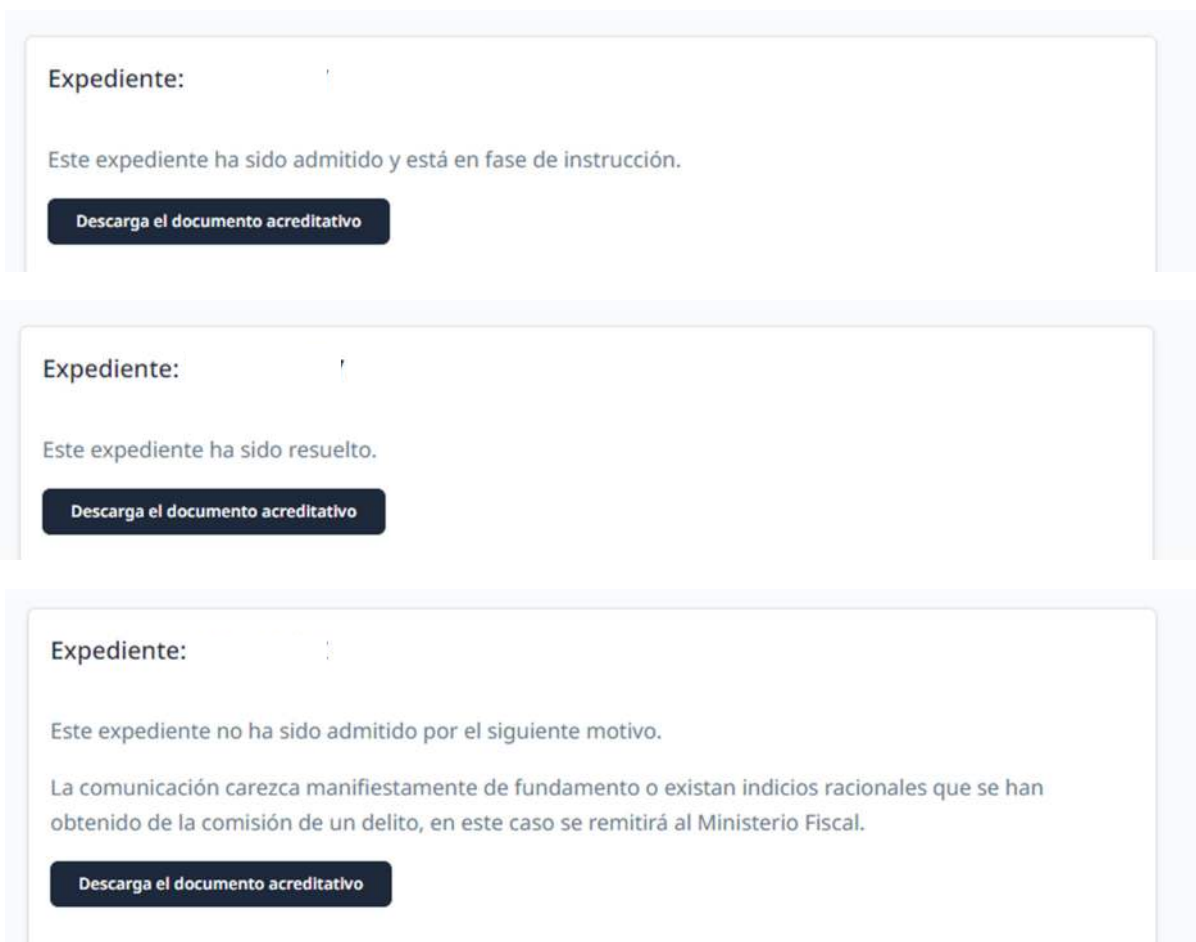 Expediente:
Este expediente ha sido admitido y está en fase de instrucción.
Descarga el documento acreditativo
Expediente:
Este expediente ha sido resuelto.
Descarga el documento acreditativo
Expediente:
Este expediente no ha sido admitido por el siguiente motivo.
La comunicación carezca manifiestamente de fundamento o existan indicios racionales que se han
obtenido de la comisión de un delito, en este caso se remitirá al Ministerio Fiscal.
Descarga el documento acreditativo